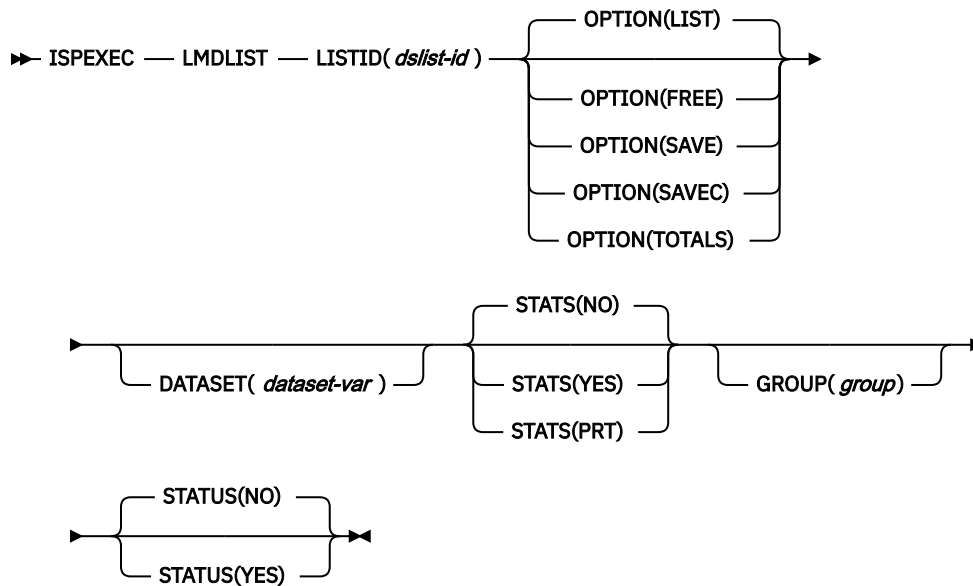 OPTION(LIST)
ISPEXEC LMDLIST LISTID( dslist-id )
OPTION(FREE)
OPTION(SAVE)
OPTION(SAVEC)
OPTION(TOTALS)
STATS(NO)
DATASET( dataset-var ) STATS(YES) GROUP( group )
STATS(PRT)
STATUS(NO)
STATUS(YES)